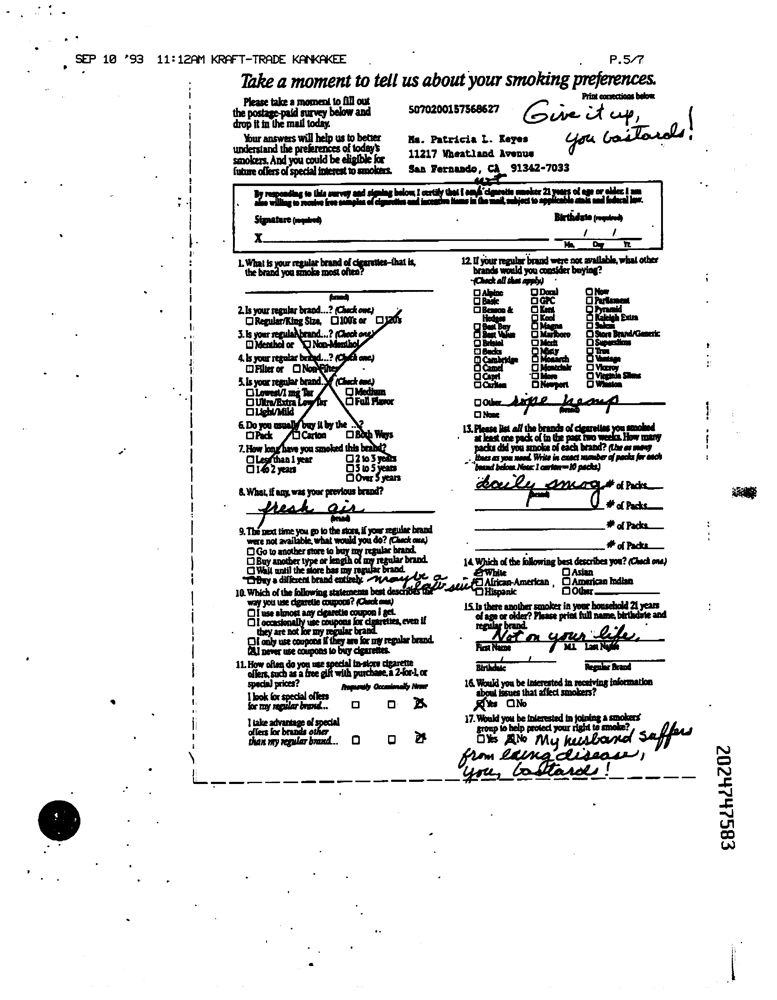 SEP 10 '93 11:12AM KRAFT-TRADE KANKAKEE P.5/7
Take a moment to tell us about your smoking preferences.
Please take a moment to fill out
the postage-paid survey below and
drop it in the mail today.
Your answers will help us to better
understand the preferences of today's
smokers. And you could be eligible for
future offers of special interest to smokers.
Print corrections below.
5070200157568627
Give it up,
you bastards!
Ms. Patricia L. Keyes
11217 Wheatland Avenue
San Fernando, CA 91342-7033
not
By responding to this survey and signing below, I certify that I am a cigarette smoker 21 years of age or older. I am
also willing to receive free samples of cigarettes and incentive items in the mail, subject to applicable state and federal law.
Signature (required) Birthdate (required)
X / /
Mo. Day Yr.
1. What is your regular brand of cigarettes–that is,
the brand you smoke most often?
(brand)
2. Is your regular brand...? (Check one.)
Regular/King Size, 100's or 120's
3. Is your regular brand...? (Check one.)
Menthol or Non-Menthol
4. Is your regular brand...? (Check one.)
Filter or Non-Filter
5. Is your regular brand...? (Check one.)
Lowest/1 mg Tar Medium
Ultra/Extra Low Tar Full Flavor
Light/Mild
6. Do you usually buy it by the ...?
Pack Carton Both Ways
7. How long have you smoked this brand?
Less than 1 year 2 to 3 years
1 to 2 years 3 to 5 years
Over 5 years
8. What, if any, was your previous brand?
fresh air
(brand)
9. The next time you go to the store, if your regular brand
were not available, what would you do? (Check one.)
Go to another store to buy my regular brand.
Buy another type or length of my regular brand.
Wait until the store has my regular brand.
Buy a different brand entirely. maybe a
law suit
10. Which of the following statements best describes the
way you use cigarette coupons? (Check one.)
I use almost any cigarette coupon I get.
I occasionally use coupons for cigarettes, even if
they are not for my regular brand.
I only use coupons if they are for my regular brand.
I never use coupons to buy cigarettes.
11. How often do you use special in-store cigarette
offers, such as a free gift with purchase, a 2-for-1, or
special prices?
Frequently Occasionally Never
I look for special offers
for my regular brand...
I take advantage of special
offers for brands other
than my regular brand...
12. If your regular brand were not available, what other
brands would you consider buying?
(Check all that apply)
Alpine Doral Now
Basic GPC Parliament
Benson & Kent Pyramid
Hedges Kool Raleigh Extra
Best Buy Magna Salem
Best Value Marlboro Store Brand/Generic
Bristol Merit Superslims
Bucks Misty True
Cambridge Monarch Vantage
Camel Montclair Viceroy
Capri More Virginia Slims
Carlton Newport Winston
Other rope hemp
(brand)
None
13. Please list all the brands of cigarettes you smoked
at least one pack of in the past two weeks. How many
packs did you smoke of each brand? (Use as many
lines as you need. Write in exact number of packs for each
brand below. Note: 1 carton=10 packs.)
daily smog # of Packs
(brand)
# of Packs
# of Packs
# of Packs
14. Which of the following best describes you? (Check one.)
White Asian
African-American, American Indian
Hispanic Other
15. Is there another smoker in your household 21 years
of age or older? Please print full name, birthdate and
regular brand.
Not on your life,
First Name M.I. Last Name
/ /
Birthdate Regular Brand
16. Would you be interested in receiving information
about issues that affect smokers?
Yes No
17. Would you be interested in joining a smokers'
group to help protect your right to smoke?
Yes No My husband suffers
from lung disease,
you, bastards!
2024747583